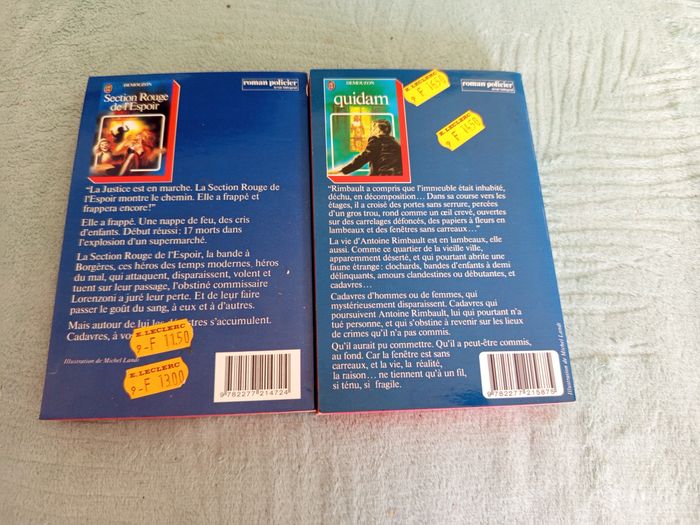 DEMOUZON
roman policier
Section Rouge
de l'Espoir
"La Justice est en marche. La Section Rouge de
l'Espoir montre le chemin. Elle a frappé et
frappera encore!"
Elle a frappé. Une nappe de feu, des cris
d'enfants. Début réussi: 17 morts dans
l'explosion d'un supermarché.
La Section Rouge de l'Espoir, la bande à
Borgères, ces héros des temps modernes, héros
du mal, qui attaquent, disparaissent, volent et
tuent sur leur passage, l'obstiné commissaire
Lorenzoni a juré leur perte. Et de leur faire
passer le goût du sang, à eux et à d'autres.
Mais autour de lui s'accumulent.
Cadavres, à
E. LECLERC
9-F 11.50
E. LECLERC
9-F 13.00
Illustration de Michel Landi
9 782277 214724
DEMOUZON
roman policier
quidam
E. LECLERC
9-F
E. LECLERC
9-F
"Rimbault a compris que l'immeuble était inhabité,
déchu, en décomposition... Dans sa course vers les
étages, il a croisé des portes sans serrure, percées
d'un gros trou, rond comme un œil crevé, ouvertes
sur des carrelages défoncés, des papiers à fleurs en
lambeaux et des fenêtres sans carreaux..."
La vie d'Antoine Rimbault est en lambeaux, elle
aussi. Comme ce quartier de la vieille ville,
apparemment déserté, et qui pourtant abrite une
faune étrange: clochards, bandes d'enfants à demi
délinquants, amours clandestines ou débutantes, et
cadavres...
Cadavres d'hommes ou de femmes, qui
mystérieusement disparaissent. Cadavres qui
poursuivent Antoine Rimbault, lui qui pourtant n'a
tué personne, et qui s'obstine à revenir sur les lieux
de crimes qu'il n'a pas commis.
Qu'il aurait pu commettre. Qu'il a peut-être commis,
au fond. Car la fenêtre est sans
carreaux, et la vie, la réalité,
la raison... ne tiennent qu'à un fil,
si ténu, si fragile.
Illustration de Michel Landi
9 782277 215875